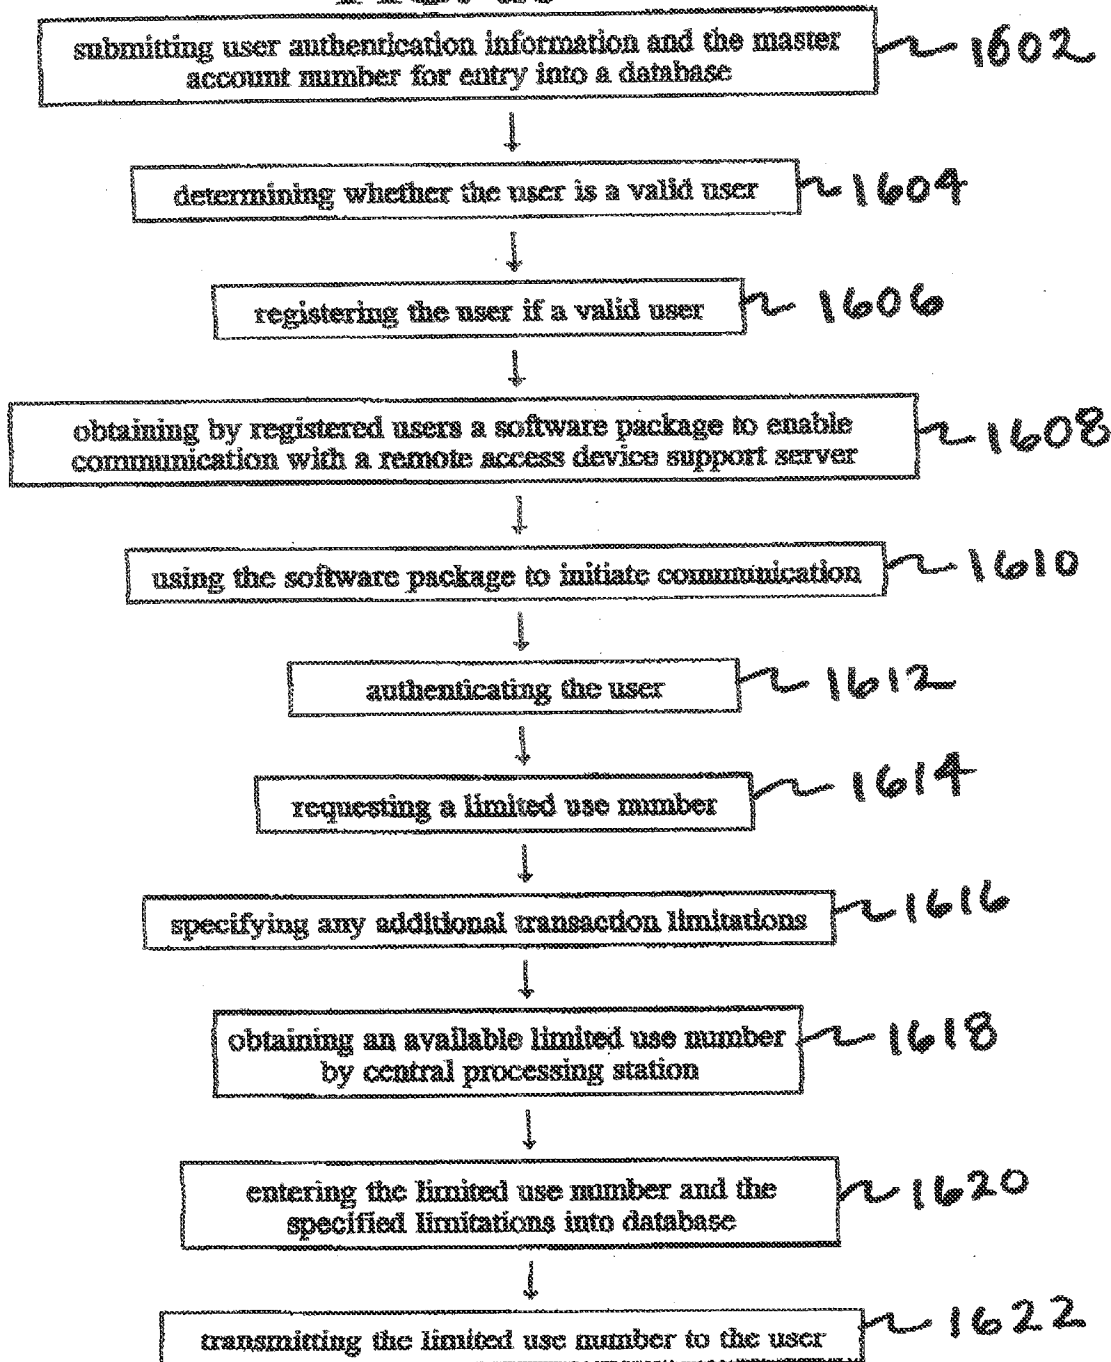 submitting user authentication information and the master
account number for entry into a database
1602
determining whether the user is a valid user
1604
registering the user if a valid user
1606
obtaining by registered users a software package to enable
communication with a remote access device support server
1608
using the software package to initiate communication
1610
authenticating the user
1612
requesting a limited use number
1614
specifying any additional transaction limitations
1616
obtaining an available limited use number
by central processing station
1618
entering the limited use number and the
specified limitations into database
1620
transmitting the limited use number to the user
1622